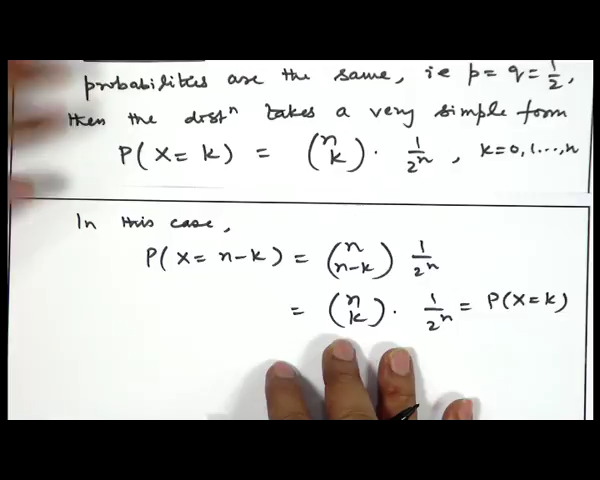 probabilites are the same, ie p = q = 1/2,
then the distⁿ takes a very simple form
P(X = k) = (n k) · 1/2ⁿ, k = 0, 1 ..., n
In this case,
P(X = n-k) = (n n-k) 1/2ⁿ
= (n k) · 1/2ⁿ = P(X = k)